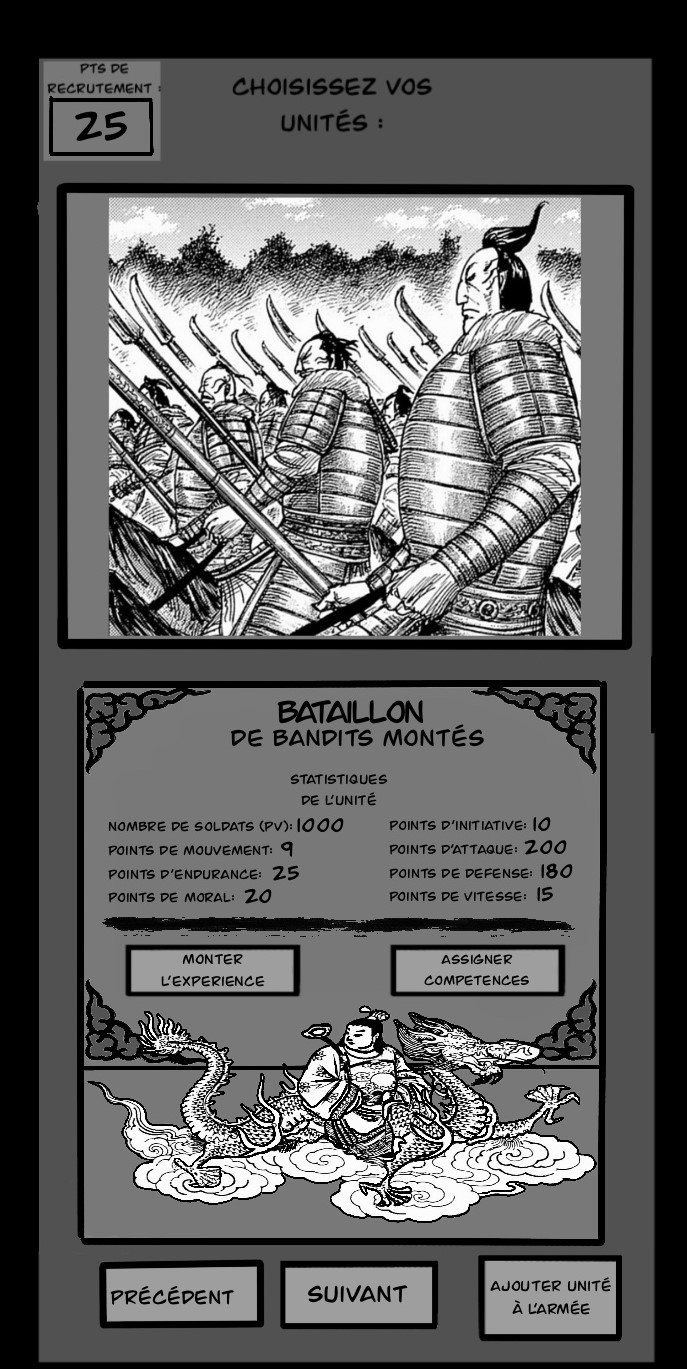 PTS DE
RECRUTEMENT :
25
CHOISISSEZ VOS
UNITÉS :
BATAILLON
DE BANDITS MONTÉS
STATISTIQUES
DE L'UNITÉ
NOMBRE DE SOLDATS (PV): 1000
POINTS D'INITIATIVE: 10
POINTS DE MOUVEMENT: 9
POINTS D'ATTAQUE: 200
POINTS D'ENDURANCE: 25
POINTS DE DEFENSE: 180
POINTS DE MORAL: 20
POINTS DE VITESSE: 15
MONTER
L'EXPERIENCE
ASSIGNER
COMPETENCES
PRÉCÉDENT
SUIVANT
AJOUTER UNITÉ
À L'ARMÉE